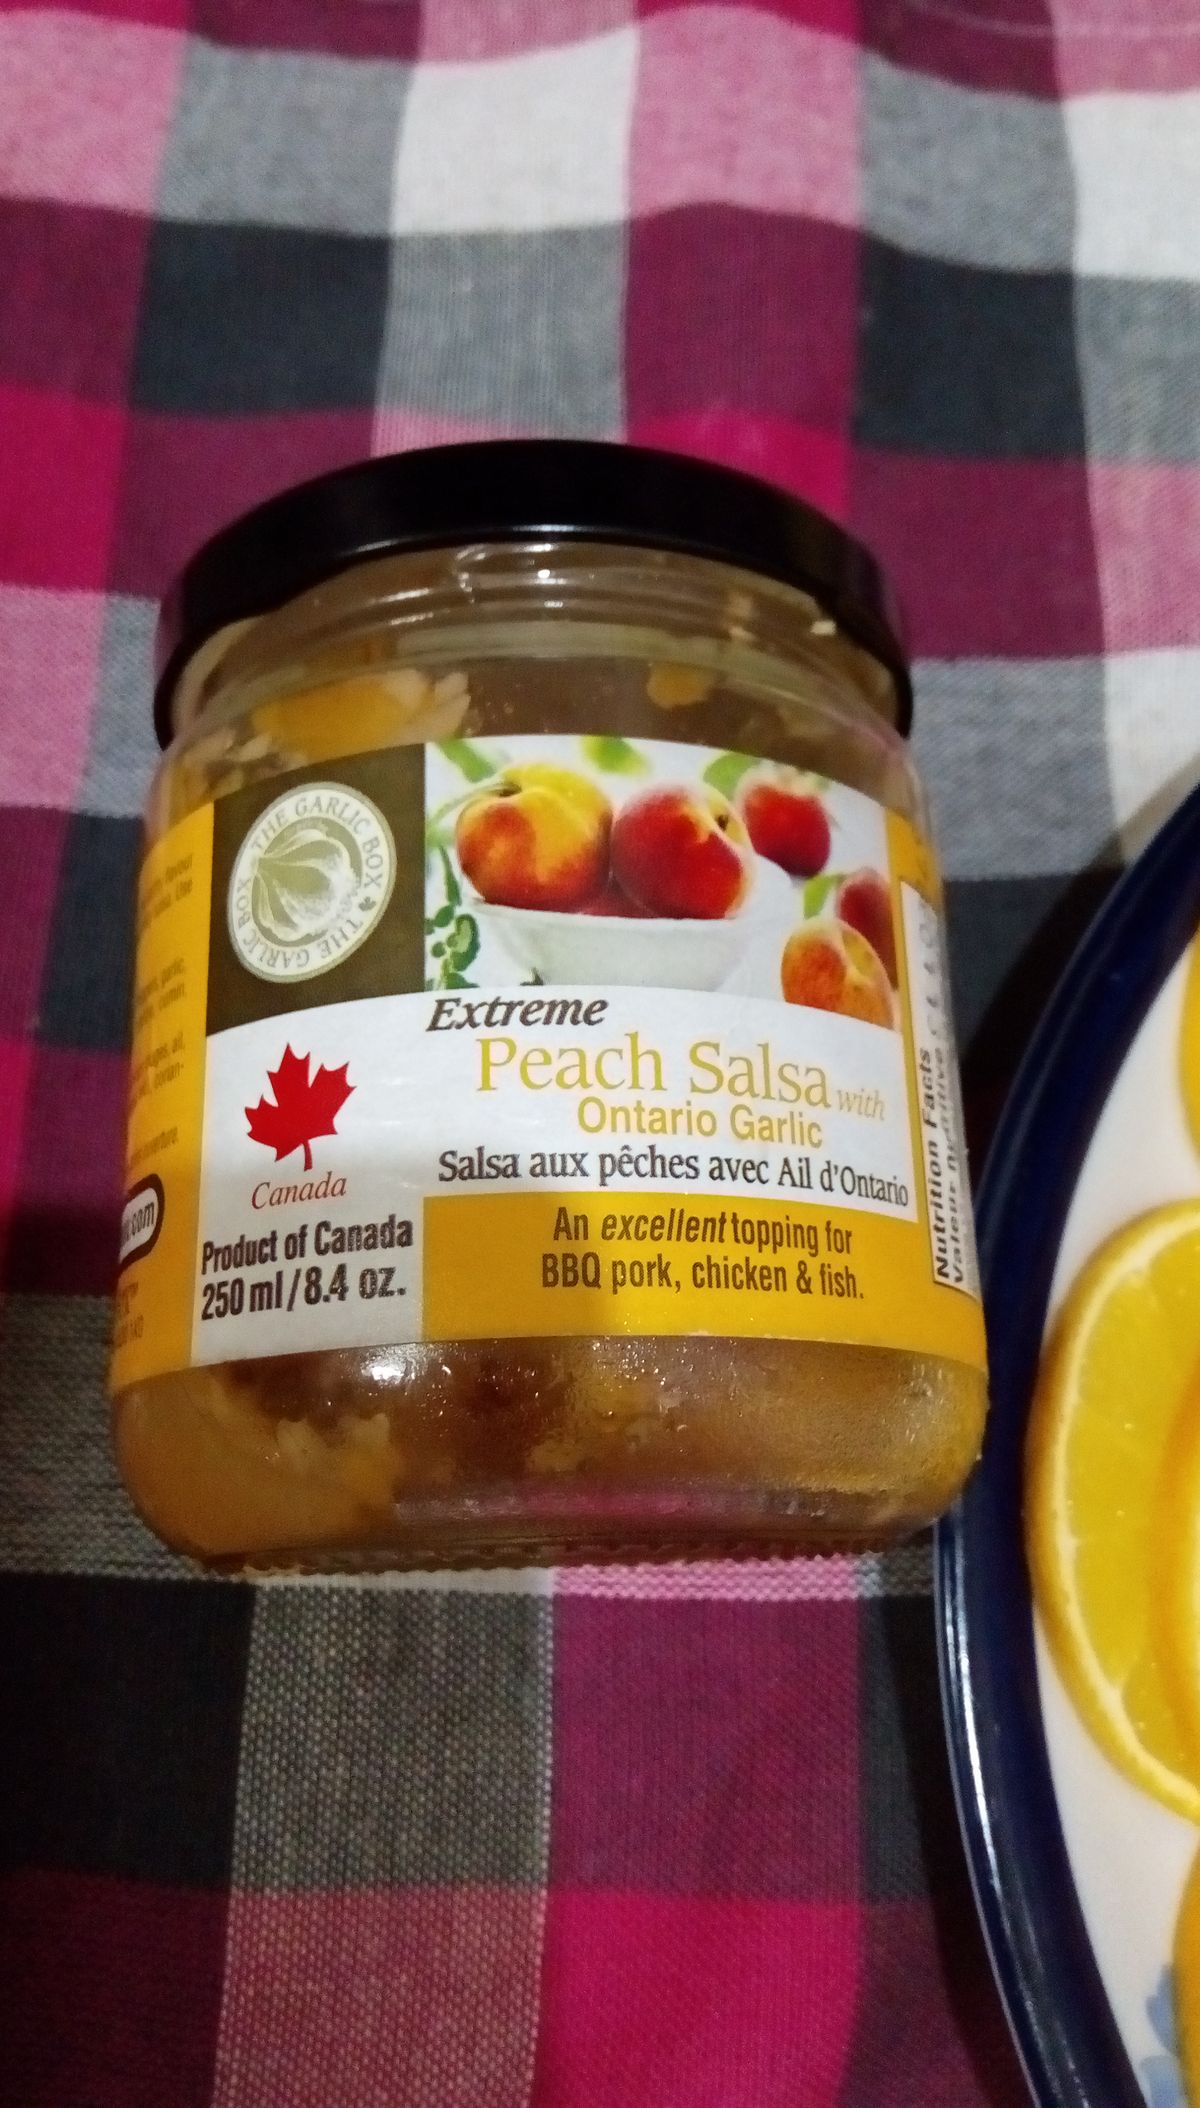 THE GARLIC BOX
THE GARLIC BOX
Extreme
Peach Salsa with
Ontario Garlic
Salsa aux pêches avec Ail d'Ontario
Canada
Product of Canada
250 ml / 8.4 oz.
An excellent topping for
BBQ pork, chicken & fish.
Nutrition Facts
.com